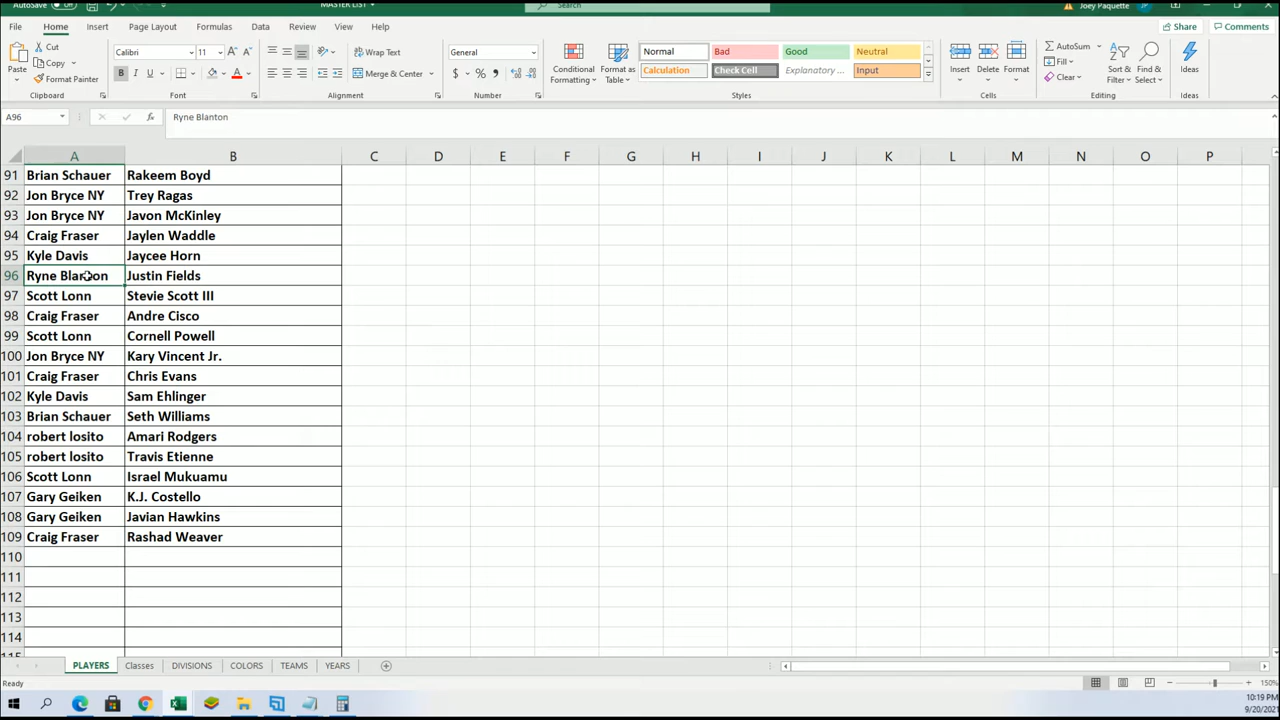 AutoSave Off MASTER LIST Search Joey Paquette
File Home Insert Page Layout Formulas Data Review View Share Comments
Paste Cut Copy Format Painter Clipboard
Calibri 11 B I U A Font
Wrap Text Merge & Center Alignment
General $ % Number
Conditional Formatting Format as Table
Normal Bad Good Neutral
Calculation Check Cell Explanatory ... Input
Styles
Insert Delete Format Cells
AutoSum Fill Clear Sort & Filter Find & Select Editing
Ideas Ideas
A96 fx Ryne Blanton
A B C D E F G H I J K L M N O P
91 Brian Schauer Rakeem Boyd
92 Jon Bryce NY Trey Ragas
93 Jon Bryce NY Javon McKinley
94 Craig Fraser Jaylen Waddle
95 Kyle Davis Jaycee Horn
96 Ryne Blanton Justin Fields
97 Scott Lonn Stevie Scott III
98 Craig Fraser Andre Cisco
99 Scott Lonn Cornell Powell
100 Jon Bryce NY Kary Vincent Jr.
101 Craig Fraser Chris Evans
102 Kyle Davis Sam Ehlinger
103 Brian Schauer Seth Williams
104 robert losito Amari Rodgers
105 robert losito Travis Etienne
106 Scott Lonn Israel Mukuamu
107 Gary Geiken K.J. Costello
108 Gary Geiken Javian Hawkins
109 Craig Fraser Rashad Weaver
110
111
112
113
114
PLAYERS Classes DIVISIONS COLORS TEAMS YEARS
Ready 150%
10:19 PM